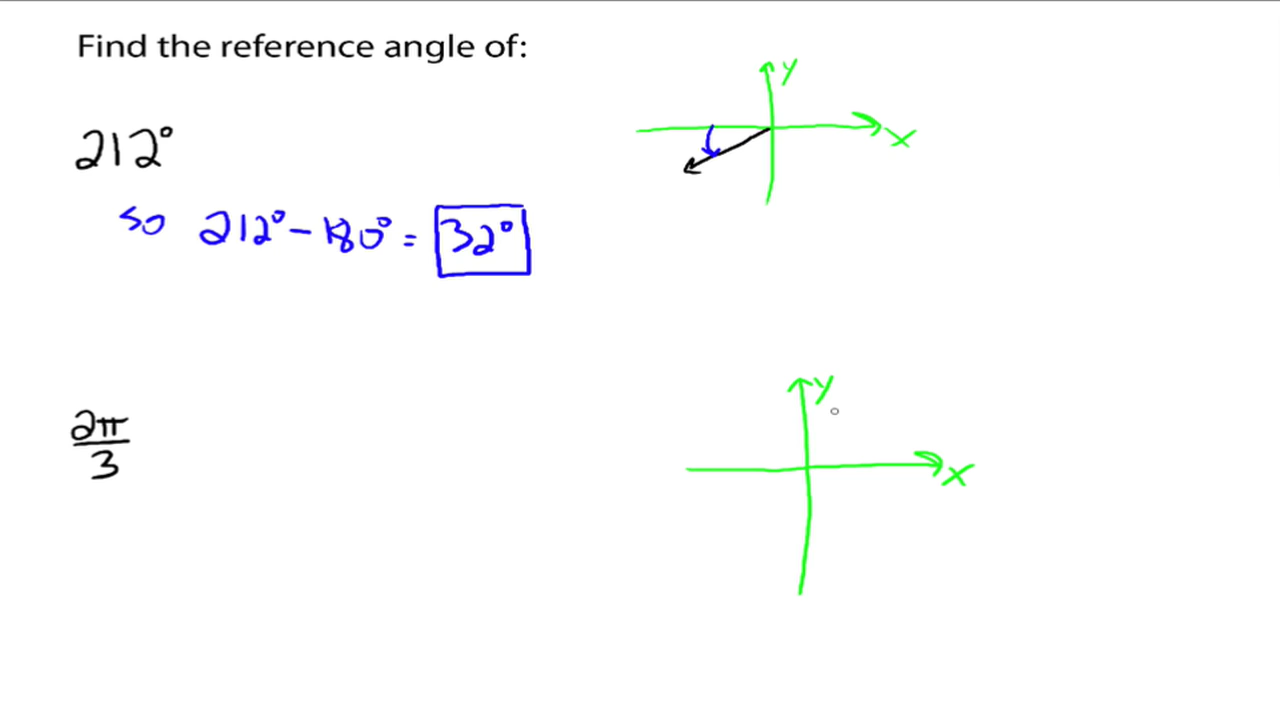 Find the reference angle of:
y
x
212°
so 212° - 180° = 32°
y
x
2π
3